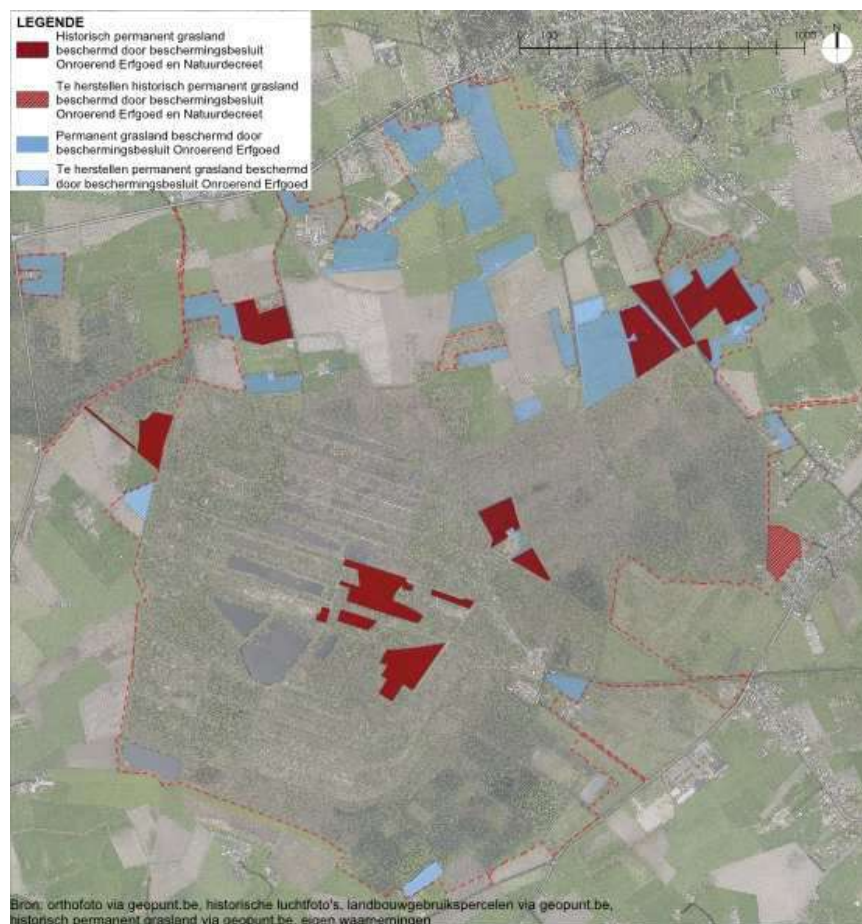 LEGENDE
Historisch permanent grasland
beschermd door beschermingsbesluit
Onroerend Erfgoed en Natuurdecreet
Te herstellen historisch permanent grasland
beschermd door beschermingsbesluit
Onroerend Erfgoed en Natuurdecreet
Permanent grasland beschermd door
beschermingsbesluit Onroerend Erfgoed
Te herstellen permanent grasland beschermd
door beschermingsbesluit Onroerend Erfgoed
0 100 1000
N
Bron: orthofoto via geopunt.be, historische luchtfoto's, landbouwgebruikspercelen via geopunt.be,
historisch permanent grasland via geopunt.be, eigen waarnemingen